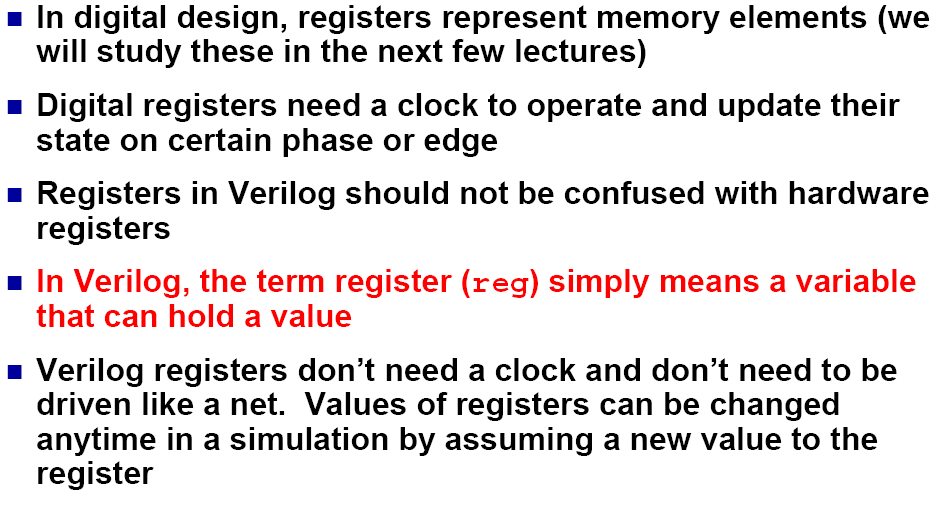 In digital design, registers represent memory elements (we
will study these in the next few lectures)
Digital registers need a clock to operate and update their
state on certain phase or edge
Registers in Verilog should not be confused with hardware
registers
In Verilog, the term register (reg) simply means a variable
that can hold a value
Verilog registers don’t need a clock and don’t need to be
driven like a net.  Values of registers can be changed
anytime in a simulation by assuming a new value to the
register